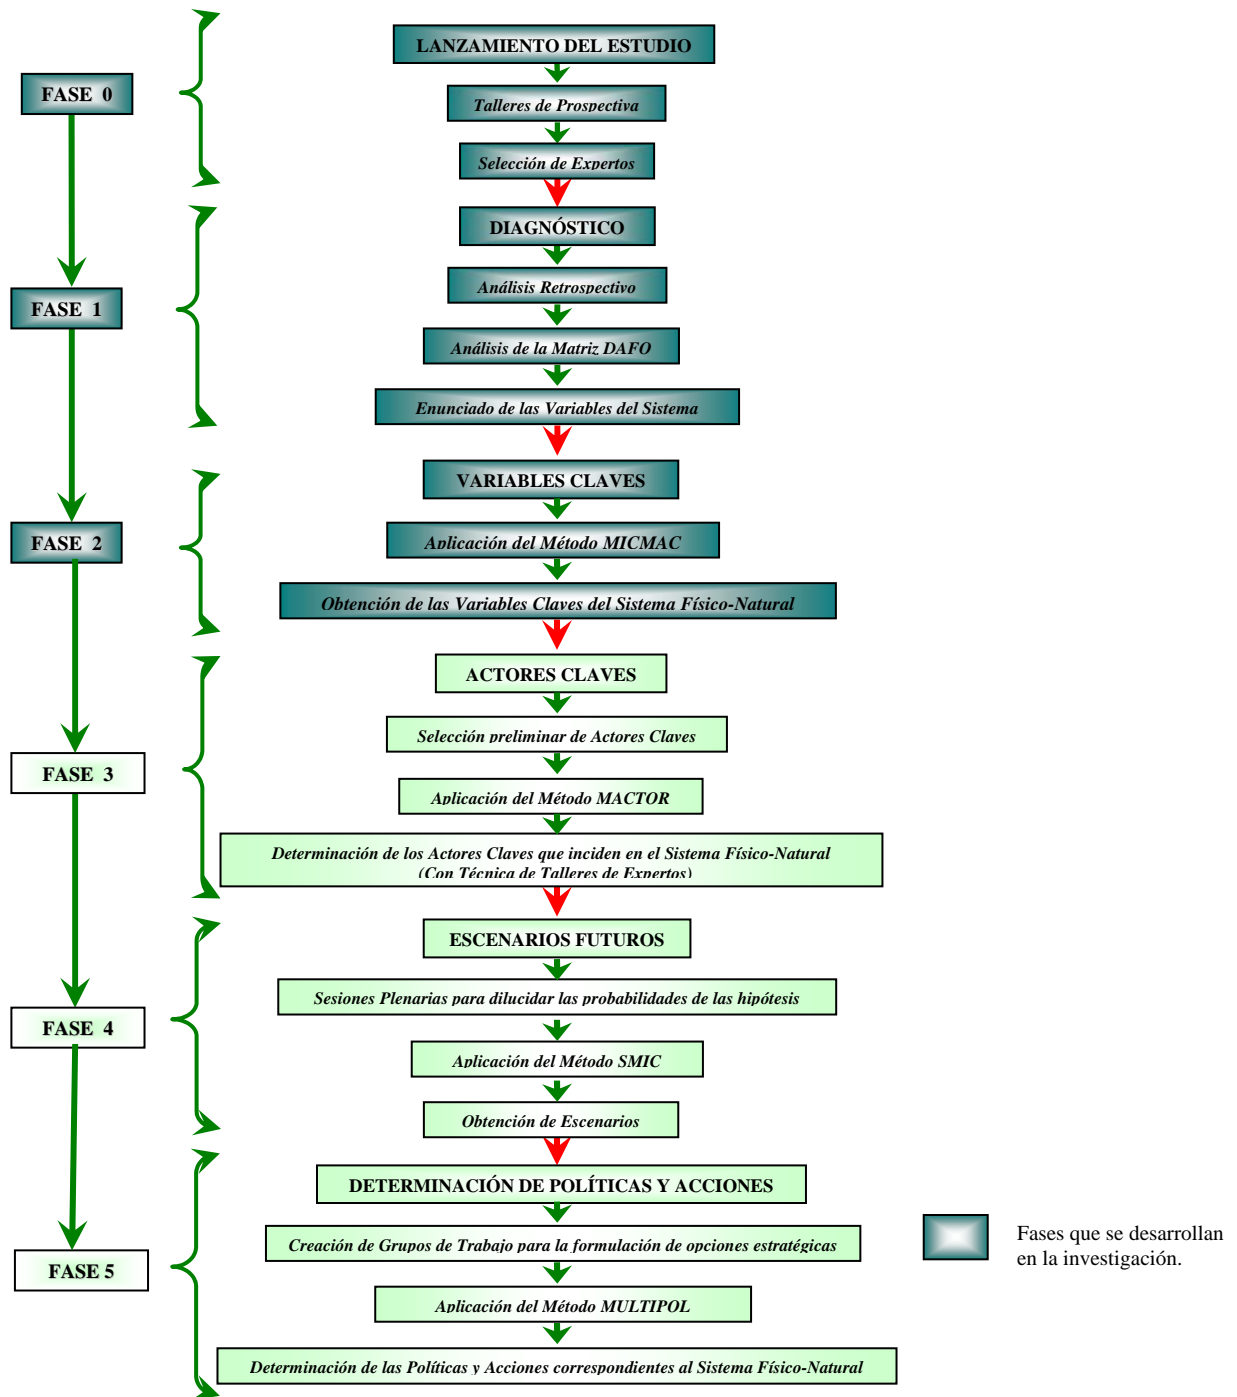 FASE 0
LANZAMIENTO DEL ESTUDIO
Talleres de Prospectiva
Selección de Expertos
FASE 1
DIAGNÓSTICO
Análisis Retrospectivo
Análisis de la Matriz DAFO
Enunciado de las Variables del Sistema
FASE 2
VARIABLES CLAVES
Aplicación del Método MICMAC
Obtención de las Variables Claves del Sistema Físico-Natural
FASE 3
ACTORES CLAVES
Selección preliminar de Actores Claves
Aplicación del Método MACTOR
Determinación de los Actores Claves que inciden en el Sistema Físico-Natural
(Con Técnica de Talleres de Expertos)
FASE 4
ESCENARIOS FUTUROS
Sesiones Plenarias para dilucidar las probabilidades de las hipótesis
Aplicación del Método SMIC
Obtención de Escenarios
FASE 5
DETERMINACIÓN DE POLÍTICAS Y ACCIONES
Creación de Grupos de Trabajo para la formulación de opciones estratégicas
Aplicación del Método MULTIPOL
Determinación de las Políticas y Acciones correspondientes al Sistema Físico-Natural
Fases que se desarrollan
en la investigación.